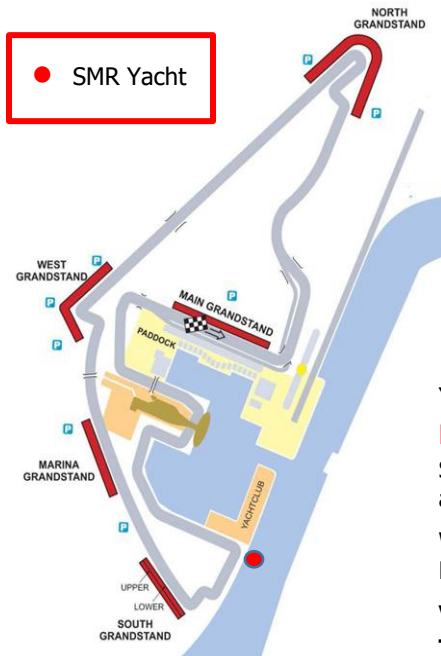 NORTH
GRANDSTAND
SMR Yacht
P
P
WEST
GRANDSTAND
P
P
MAIN GRANDSTAND
P
PADDOCK
P
P
MARINA
GRANDSTAND
YACHTCLUB
P
UPPER
LOWER
SOUTH
GRANDSTAND